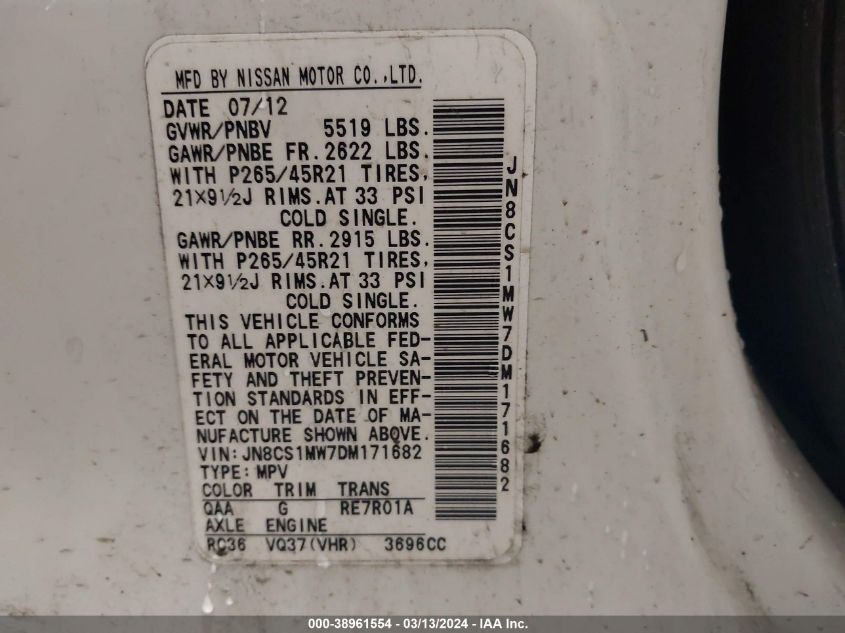 MFD BY NISSAN MOTOR CO.,LTD.
DATE 07/12
GVWR/PNBV 5519 LBS.
GAWR/PNBE FR. 2622 LBS.
WITH P265/45R21 TIRES,
21×9½J RIMS.AT 33 PSI
COLD SINGLE.
GAWR/PNBE RR. 2915 LBS.
WITH P265/45R21 TIRES,
21×9½J RIMS.AT 33 PSI
COLD SINGLE.
THIS VEHICLE CONFORMS
TO ALL APPLICABLE FED-
ERAL MOTOR VEHICLE SA-
FETY AND THEFT PREVEN-
TION STANDARDS IN EFF-
ECT ON THE DATE OF MA-
NUFACTURE SHOWN ABOVE.
VIN: JN8CS1MW7DM171682
TYPE: MPV
COLOR TRIM TRANS
QAA G RE7R01A
AXLE ENGINE
RC36 VQ37(VHR) 3696CC
JN8CS1MW7DM171682
000-38961554 - 03/13/2024 - IAA Inc.